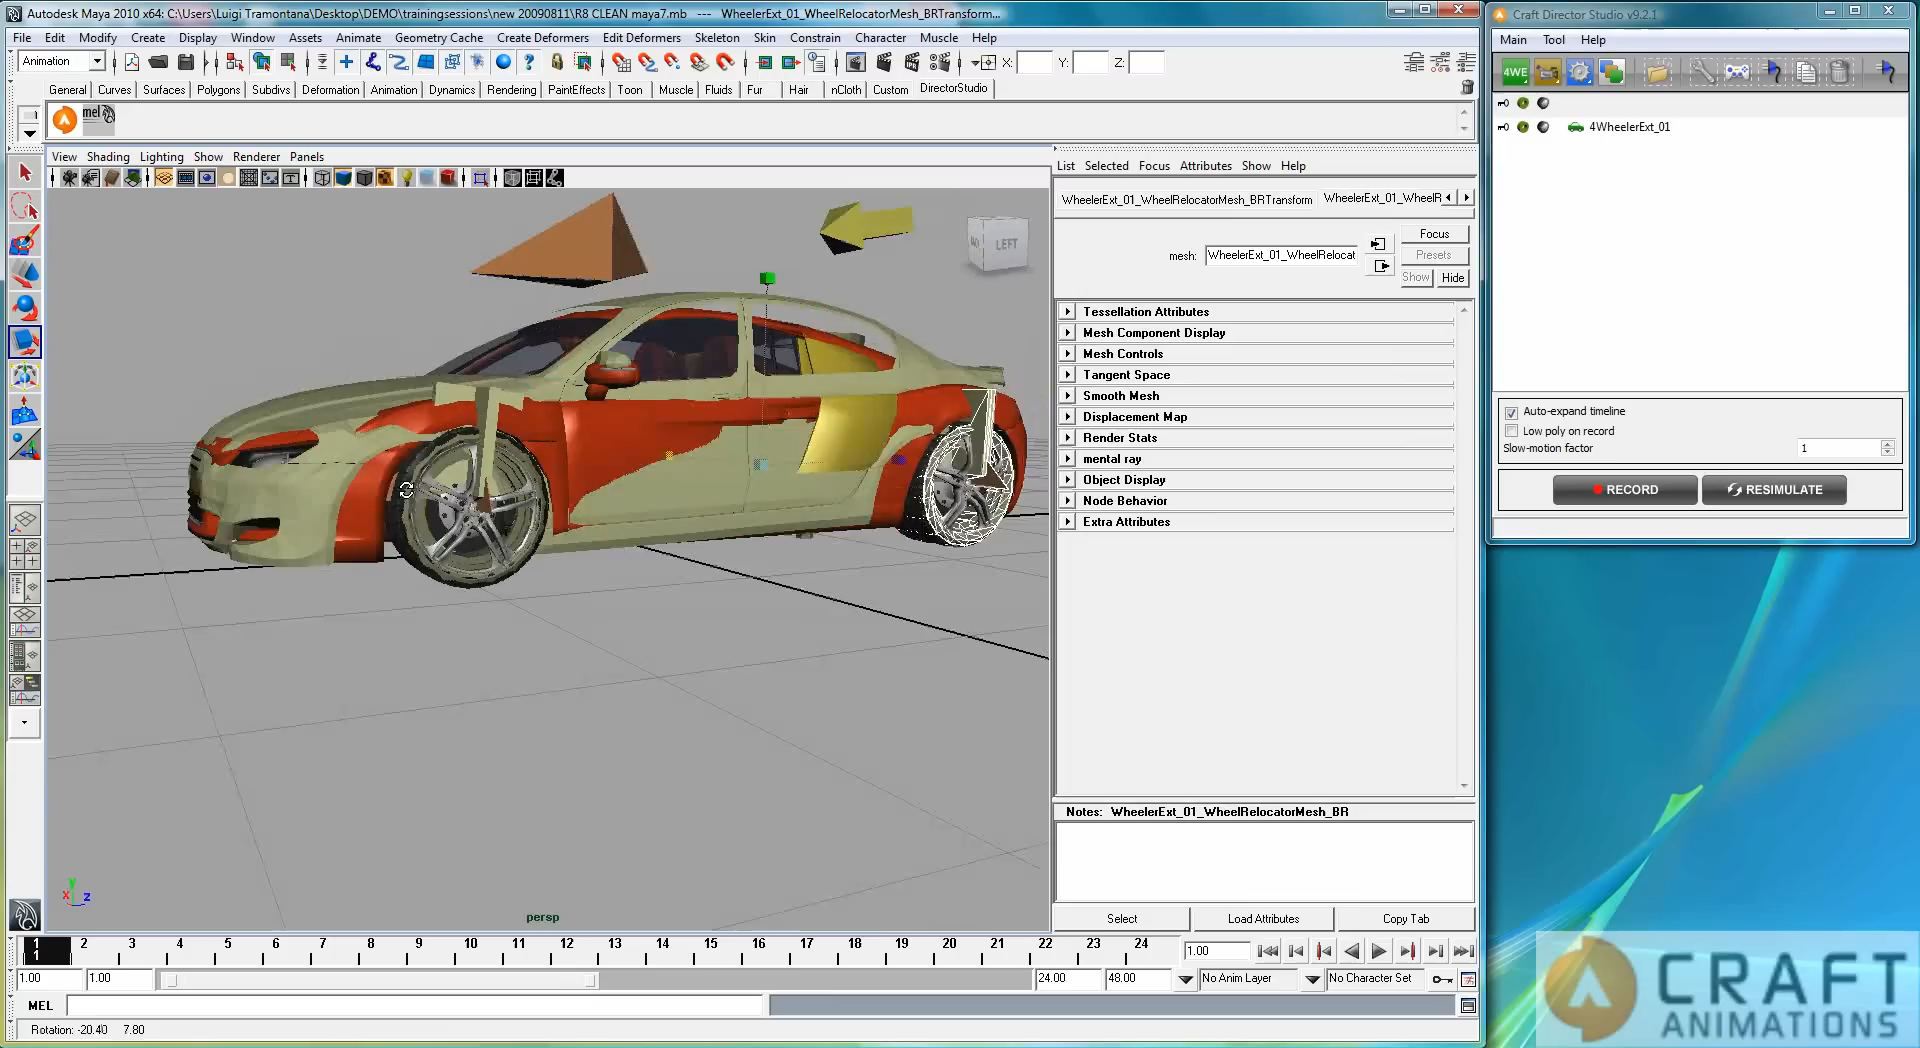 Autodesk Maya 2010 x64: C:\Users\Luigi Tramontana\Desktop\DEMO\trainingsessions\new 20090811\R8 CLEAN maya7.mb --- WheelerExt_01_WheelRelocatorMesh_BRTransform...
File Edit Modify Create Display Window Assets Animate Geometry Cache Create Deformers Edit Deformers Skeleton Skin Constrain Character Muscle Help
Animation X: Y: Z:
General Curves Surfaces Polygons Subdivs Deformation Animation Dynamics Rendering PaintEffects Toon Muscle Fluids Fur Hair nCloth Custom DirectorStudio
mel
View Shading Lighting Show Renderer Panels
LEFT
persp
y
x z
List Selected Focus Attributes Show Help
WheelerExt_01_WheelRelocatorMesh_BRTransform WheelerExt_01_WheelR
Focus
mesh: WheelerExt_01_WheelRelocat
Presets
Show Hide
Tessellation Attributes
Mesh Component Display
Mesh Controls
Tangent Space
Smooth Mesh
Displacement Map
Render Stats
mental ray
Object Display
Node Behavior
Extra Attributes
Notes: WheelerExt_01_WheelRelocatorMesh_BR
Select Load Attributes Copy Tab
1 2 3 4 5 6 7 8 9 10 11 12 13 14 15 16 17 18 19 20 21 22 23 24
1 1.00
1.00 1.00 24.00 48.00 No Anim Layer No Character Set
MEL
Rotation: -20.40 7.80
Craft Director Studio v9.2.1
Main Tool Help
4WE
4WheelerExt_01
Auto-expand timeline
Low poly on record
Slow-motion factor 1
RECORD RESIMULATE
CRAFT
ANIMATIONS